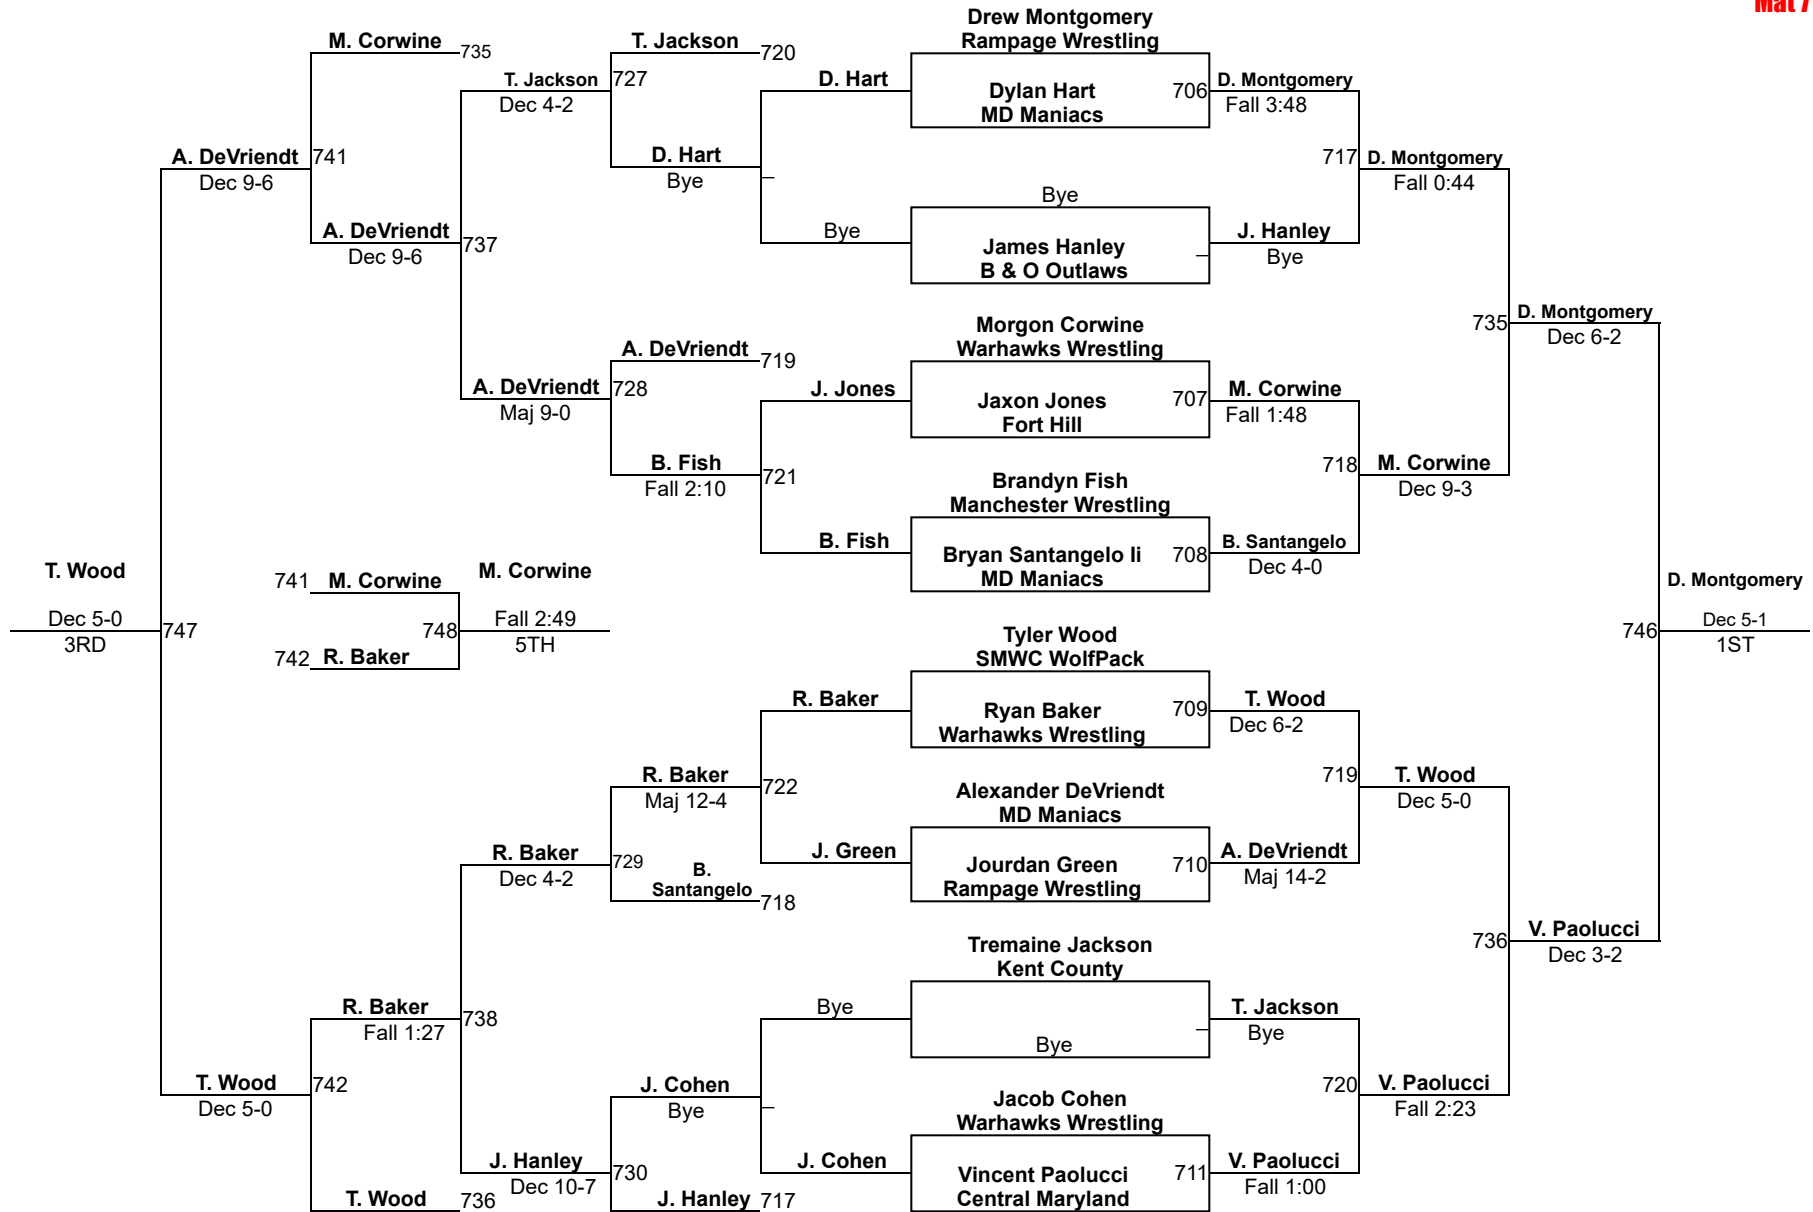 Mat 7
Drew Montgomery
Rampage Wrestling
M. Corwine
735
T. Jackson
720
T. Jackson
727
Dec 4-2
D. Hart
Dylan Hart
MD Maniacs
706
D. Montgomery
Fall 3:48
A. DeVriendt
741
Dec 9-6
D. Hart
Bye
_
717
D. Montgomery
Fall 0:44
Bye
A. DeVriendt
Dec 9-6
737
Bye
James Hanley
B & O Outlaws
_
J. Hanley
Bye
Morgon Corwine
Warhawks Wrestling
735
D. Montgomery
Dec 6-2
A. DeVriendt
719
A. DeVriendt
728
Maj 9-0
J. Jones
Jaxon Jones
Fort Hill
707
M. Corwine
Fall 1:48
B. Fish
Fall 2:10
721
Brandyn Fish
Manchester Wrestling
718
M. Corwine
Dec 9-3
B. Fish
Bryan Santangelo Ii
MD Maniacs
708
B. Santangelo
Dec 4-0
T. Wood
Dec 5-0
3RD
747
741
M. Corwine
742
R. Baker
748
M. Corwine
Fall 2:49
5TH
D. Montgomery
746
Dec 5-1
1ST
Tyler Wood
SMWC WolfPack
R. Baker
Ryan Baker
Warhawks Wrestling
709
T. Wood
Dec 6-2
R. Baker
Maj 12-4
722
Alexander DeVriendt
MD Maniacs
719
T. Wood
Dec 5-0
R. Baker
Dec 4-2
729
B.
Santangelo
718
J. Green
Jourdan Green
Rampage Wrestling
710
A. DeVriendt
Maj 14-2
Tremaine Jackson
Kent County
736
V. Paolucci
Dec 3-2
R. Baker
Fall 1:27
738
Bye
Bye
_
T. Jackson
Bye
T. Wood
742
Dec 5-0
J. Cohen
Bye
_
Jacob Cohen
Warhawks Wrestling
720
V. Paolucci
Fall 2:23
J. Hanley
Dec 10-7
730
J. Cohen
Vincent Paolucci
Central Maryland
711
V. Paolucci
Fall 1:00
T. Wood
736
J. Hanley
717